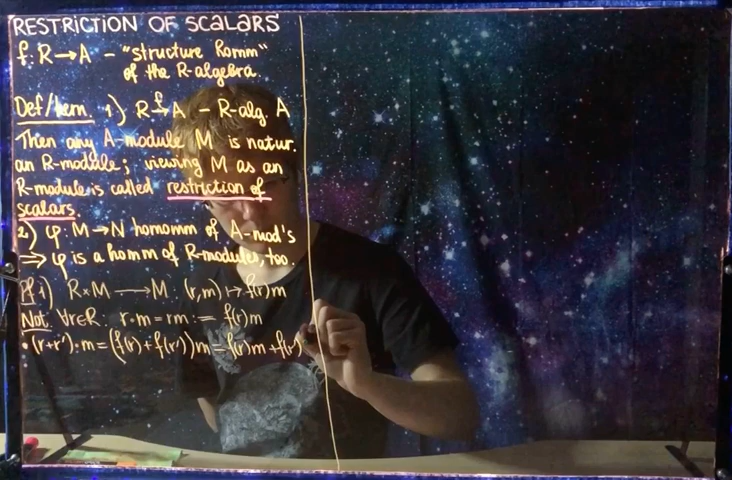 RESTRICTION OF SCALARS
f: R→A - "structure homm"
of the R-algebra
Def/Lem. 1) R →f A - R-alg. A
Then any A-module M is natur.
an R-module; viewing M as an
R-module is called restriction of
scalars
2) φ: M→N homomm of A-mod's
⇒ φ is a homm of R-modules, too.
Pf 1) R×M → M : (r,m) ↦ f(r)m
Not. ∀r∈R r·m = rm := f(r)m
• (r+r')·m = (f(r)+f(r'))m = f(r)m + f(r')